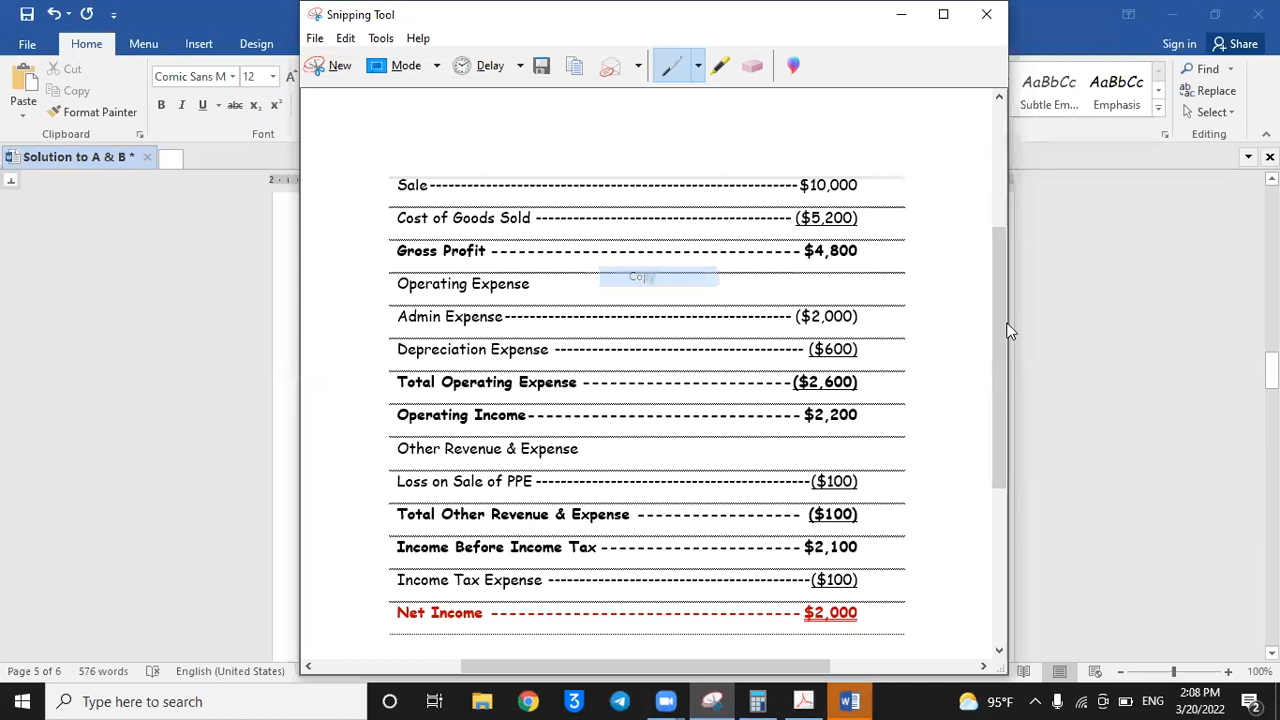 Snipping Tool
File Edit Tools Help
New Mode Delay
File Home Menu Insert Design
Sign in Share
Cut
Copy
Paste Format Painter
Clipboard
Comic Sans M 12 A
B I U abc x₂ x²
Font
AaBbCc AaBbCc
Subtle Em... Emphasis
Find
Replace
Select
Editing
Solution to A & B *
2
Sale $10,000
Cost of Goods Sold ($5,200)
Gross Profit $4,800
Copy
Operating Expense
Admin Expense ($2,000)
Depreciation Expense ($600)
Total Operating Expense ($2,600)
Operating Income $2,200
Other Revenue & Expense
Loss on Sale of PPE ($100)
Total Other Revenue & Expense ($100)
Income Before Income Tax $2,100
Income Tax Expense ($100)
Net Income $2,000
Page 5 of 6 576 words English (United States) 100%
Type here to search
95°F ENG 2:08 PM
3/20/2022
2